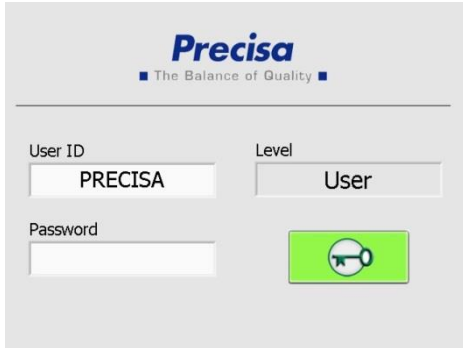 Precisa
The Balance of Quality
User ID
Level
PRECISA
User
Password